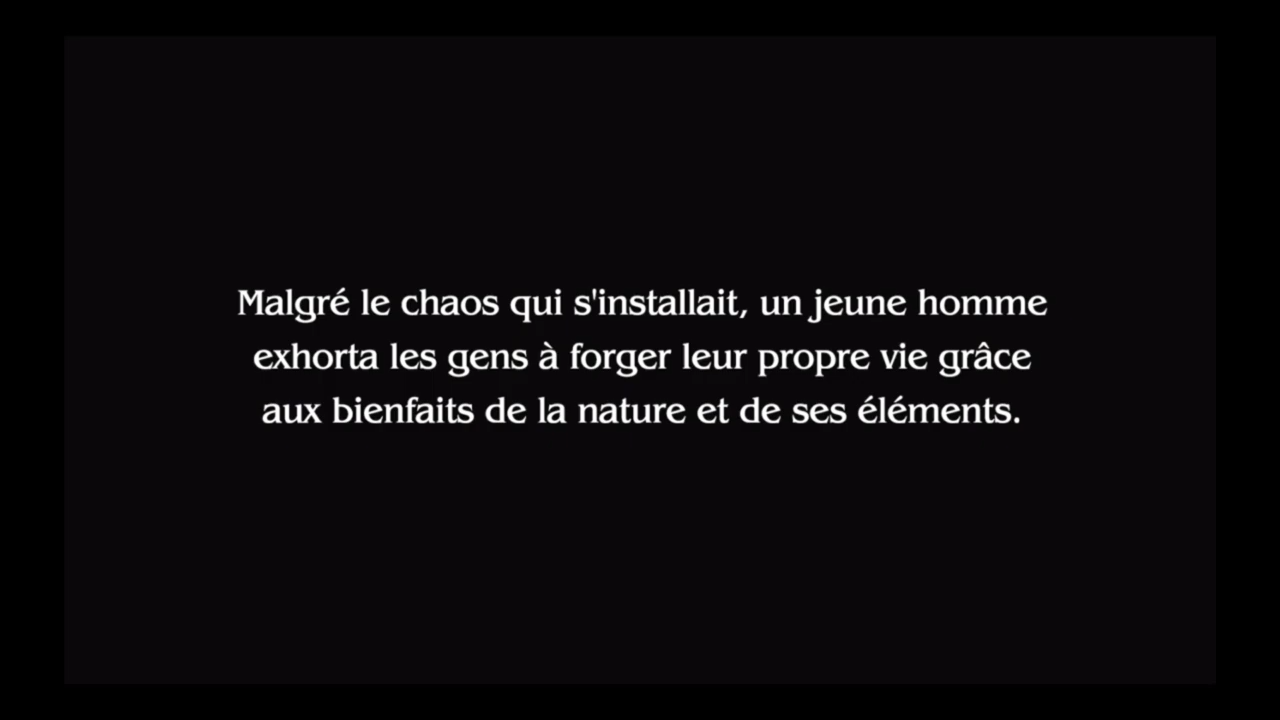 Malgré le chaos qui s'installait, un jeune homme
exhorta les gens à forger leur propre vie grâce
aux bienfaits de la nature et de ses éléments.